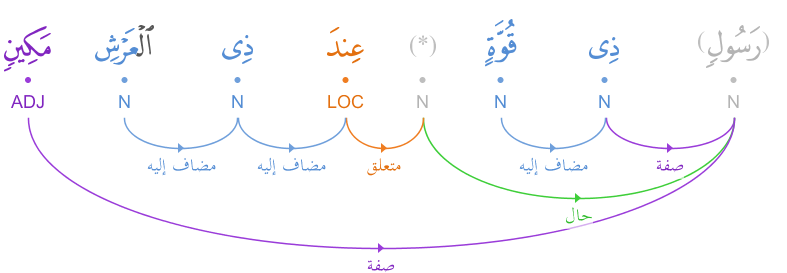 (رَسُولٍ) ذِى قُوَّةٍ (*) عِندَ ذِى ٱلْعَرْشِ مَكِينٍ
N N N N LOC N N ADJ
صفة مضاف إليه متعلق مضاف إليه مضاف إليه
حال
صفة